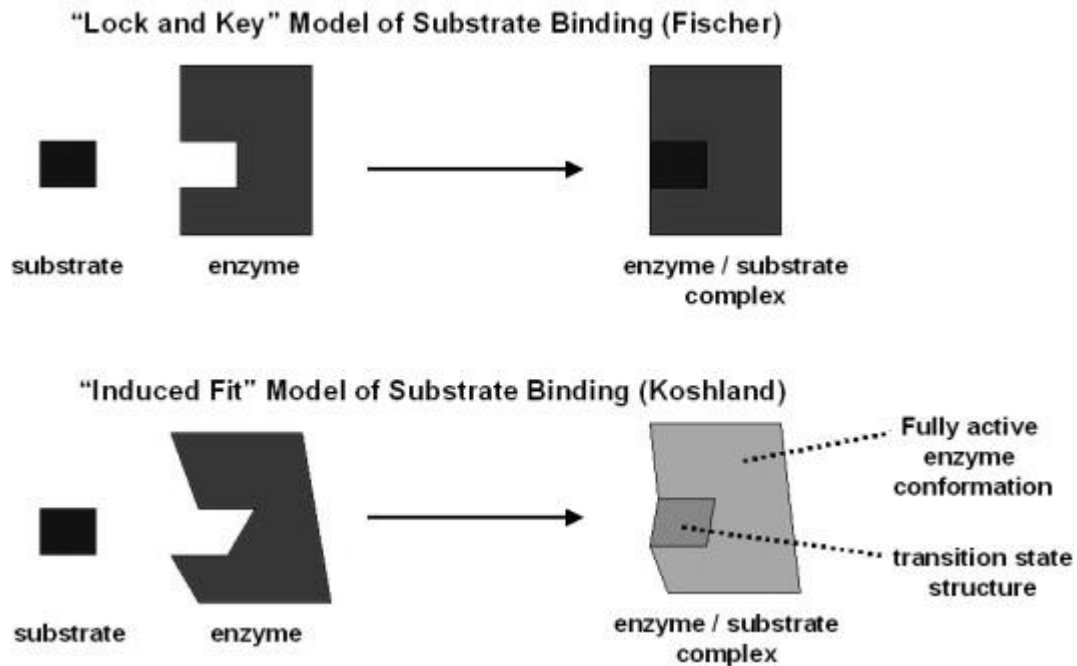 “Lock and Key” Model of Substrate Binding (Fischer)
substrate
enzyme
enzyme / substrate
complex
“Induced Fit” Model of Substrate Binding (Koshland)
Fully active
enzyme
conformation
transition state
structure
substrate
enzyme
enzyme / substrate
complex